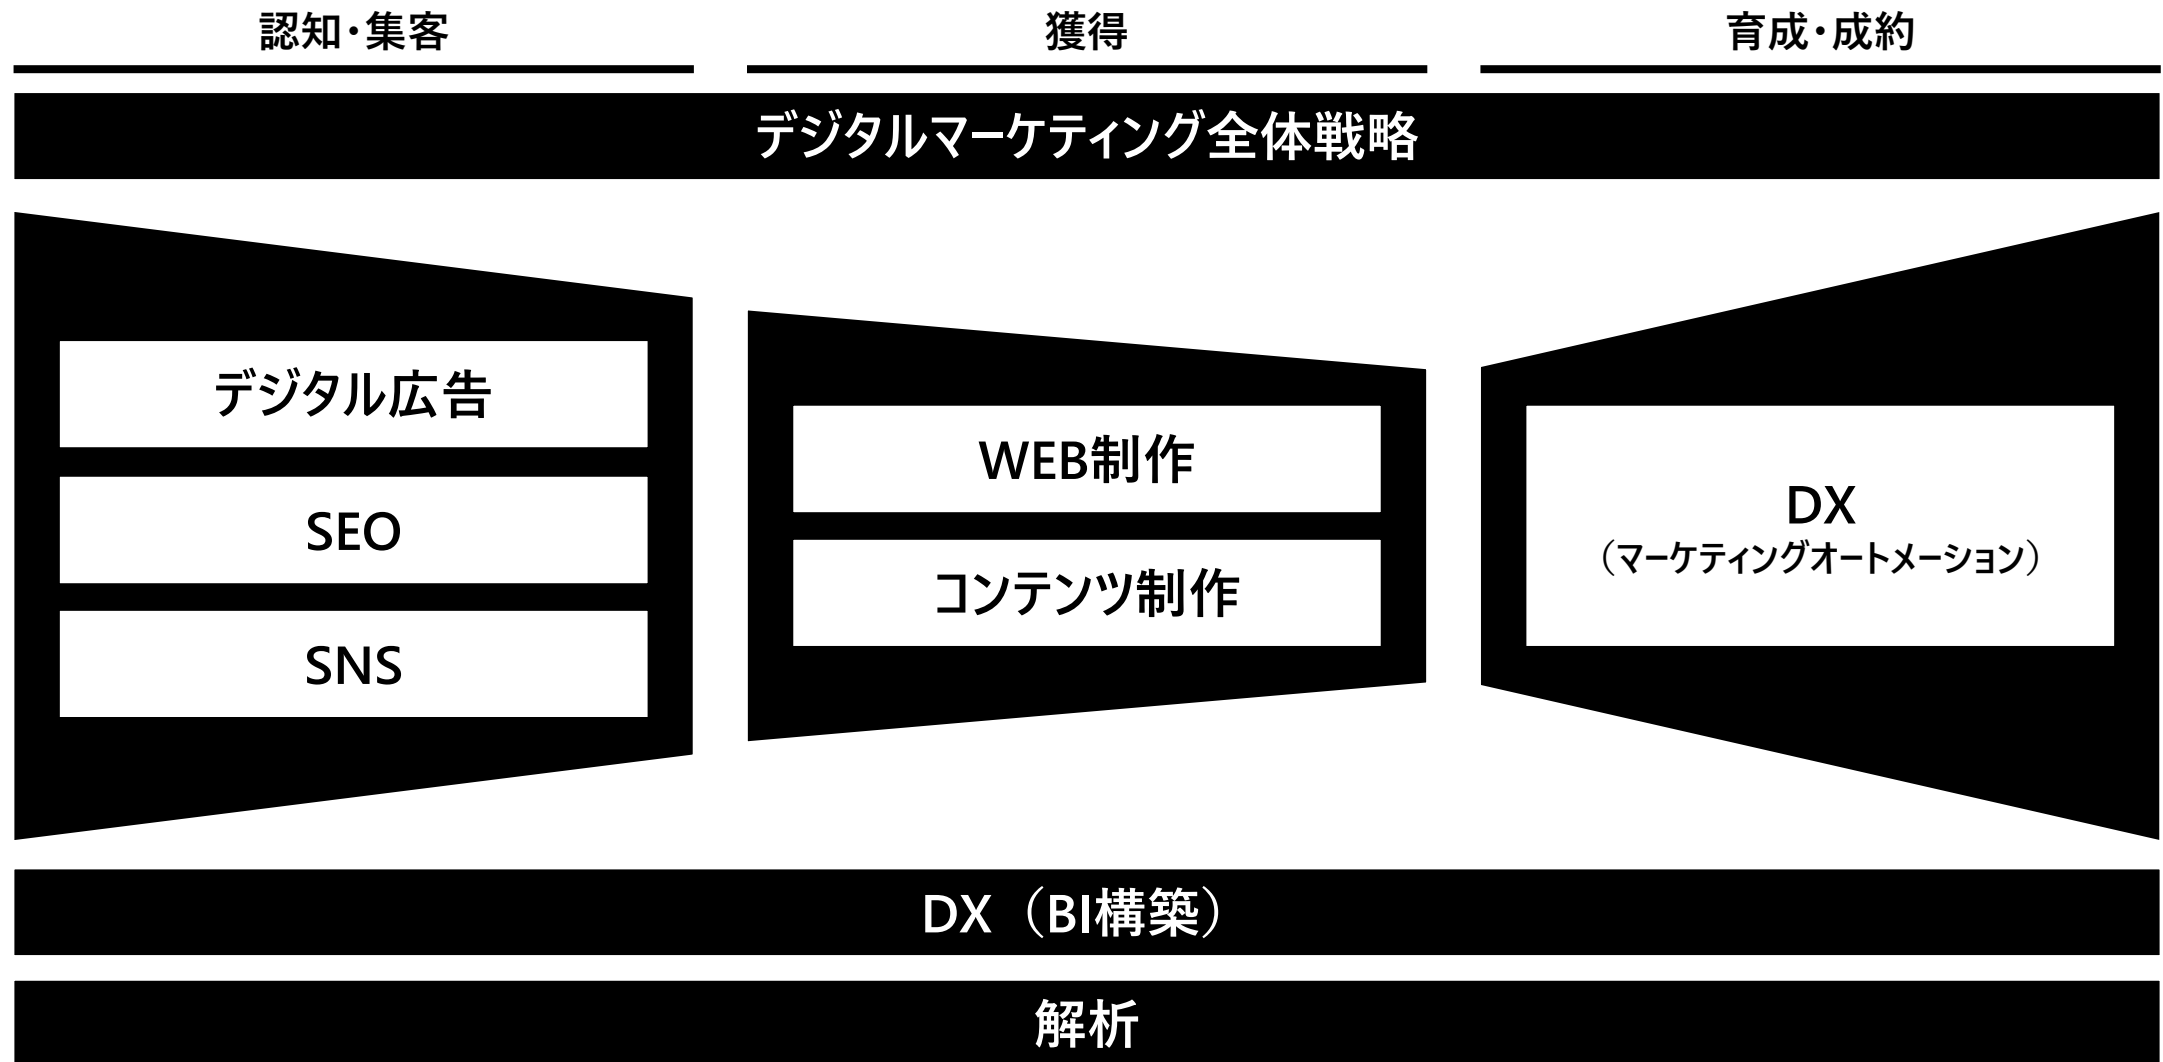 認知・集客
獲得
育成・成約
デジタルマーケティング全体戦略
デジタル広告
SEO
SNS
WEB制作
コンテンツ制作
DX
（マーケティングオートメーション）
DX（BI構築）
解析